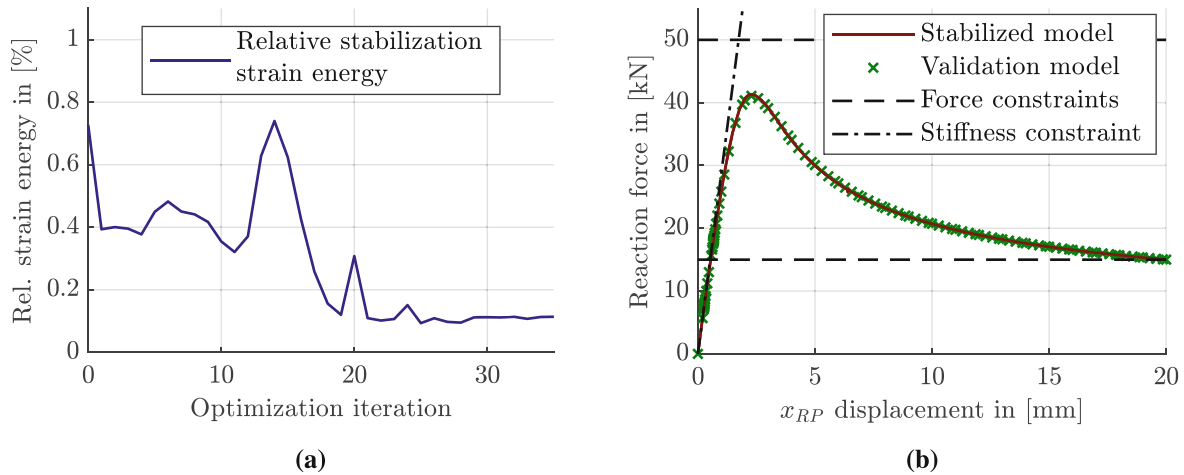 Rel. strain energy in [%]
1
0.8
0.6
0.4
0.2
0
0
10
20
30
Optimization iteration
Relative stabilization
strain energy
(a)
Reaction force in [kN]
50
40
30
20
10
0
0
5
10
15
20
x_{RP} displacement in [mm]
Stabilized model
Validation model
Force constraints
Stiffness constraint
(b)